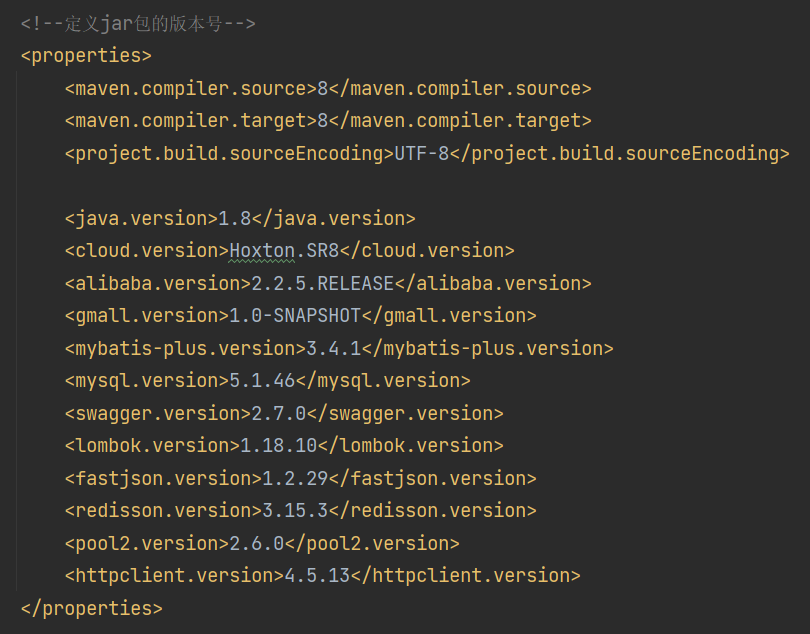 <!--定义jar包的版本号-->
<properties>
    <maven.compiler.source>8</maven.compiler.source>
    <maven.compiler.target>8</maven.compiler.target>
    <project.build.sourceEncoding>UTF-8</project.build.sourceEncoding>

    <java.version>1.8</java.version>
    <cloud.version>Hoxton.SR8</cloud.version>
    <alibaba.version>2.2.5.RELEASE</alibaba.version>
    <gmall.version>1.0-SNAPSHOT</gmall.version>
    <mybatis-plus.version>3.4.1</mybatis-plus.version>
    <mysql.version>5.1.46</mysql.version>
    <swagger.version>2.7.0</swagger.version>
    <lombok.version>1.18.10</lombok.version>
    <fastjson.version>1.2.29</fastjson.version>
    <redisson.version>3.15.3</redisson.version>
    <pool2.version>2.6.0</pool2.version>
    <httpclient.version>4.5.13</httpclient.version>
</properties>